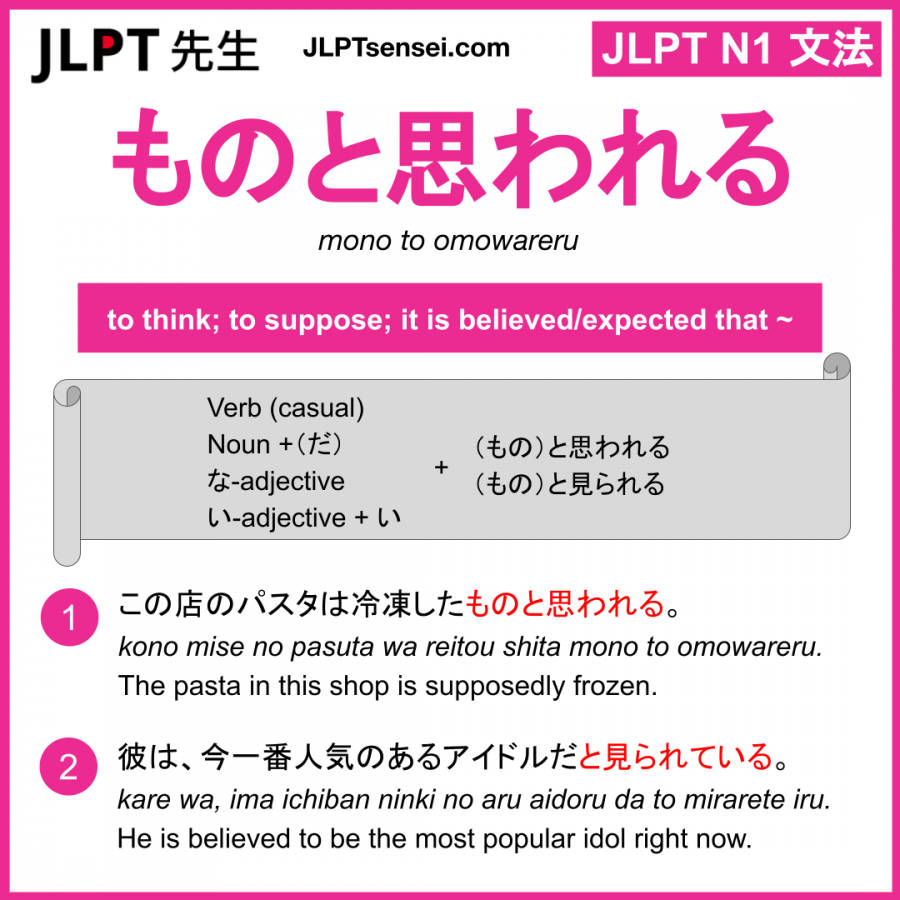 JLPT 先生
JLPTsensei.com
JLPT N1 文法
ものと思われる
mono to omowareru
to think; to suppose; it is believed/expected that ~
Verb (casual)
Noun +（だ）
な-adjective
い-adjective + い
+
（もの）と思われる
（もの）と見られる
1
この店のパスタは冷凍したものと思われる。
kono mise no pasuta wa reitou shita mono to omowareru.
The pasta in this shop is supposedly frozen.
2
彼は、今一番人気のあるアイドルだと見られている。
kare wa, ima ichiban ninki no aru aidoru da to mirarete iru.
He is believed to be the most popular idol right now.